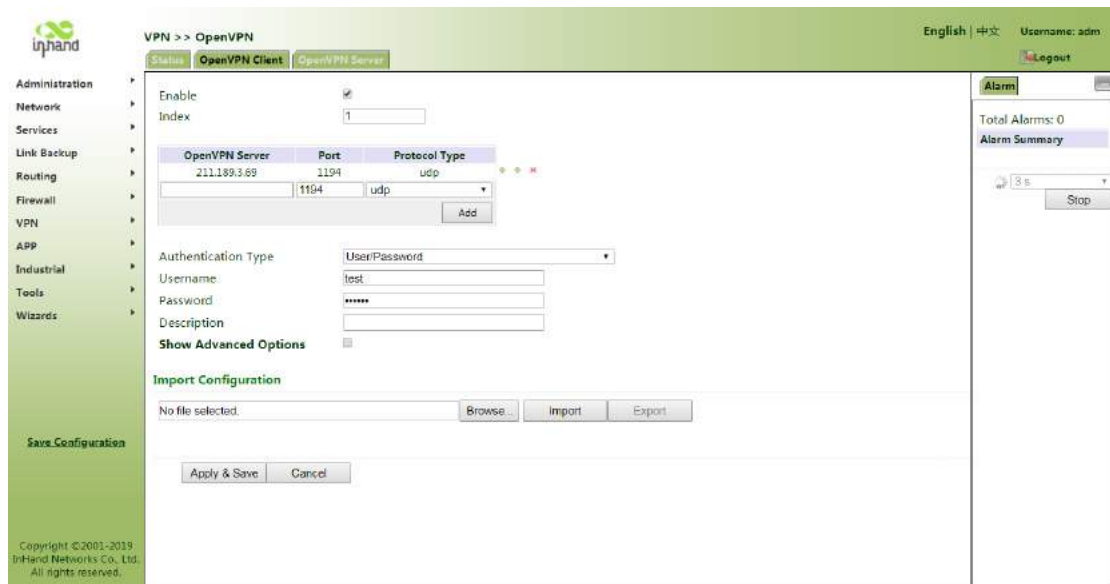 inhand
VPN >> OpenVPN
English | 中文 Username: adm
Status OpenVPN Client OpenVPN Server
Logout
Administration
Network
Services
Link Backup
Routing
Firewall
VPN
APP
Industrial
Tools
Wizards
Save Configuration
Copyright ©2001-2019
InHand Networks Co., Ltd.
All rights reserved.
Enable
Index 1
OpenVPN Server Port Protocol Type
211.189.3.69 1194 udp
1194 udp
Add
Authentication Type User/Password
Username test
Password ••••••
Description
Show Advanced Options
Import Configuration
No file selected. Browse... Import Export
Apply & Save Cancel
Alarm
Total Alarms: 0
Alarm Summary
3 s
Stop